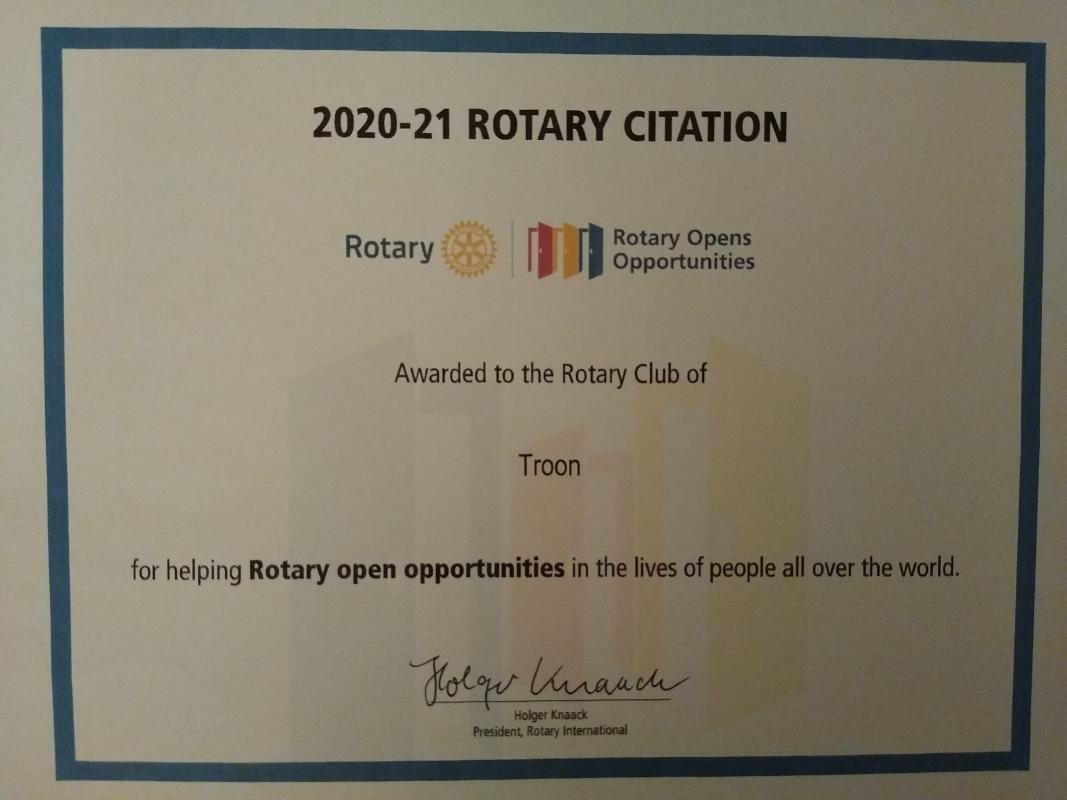 2020-21 ROTARY CITATION
Rotary
Rotary Opens
Opportunities
Awarded to the Rotary Club of
Troon
for helping Rotary open opportunities in the lives of people all over the world.
Holger Knaack
Holger Knaack
President, Rotary International